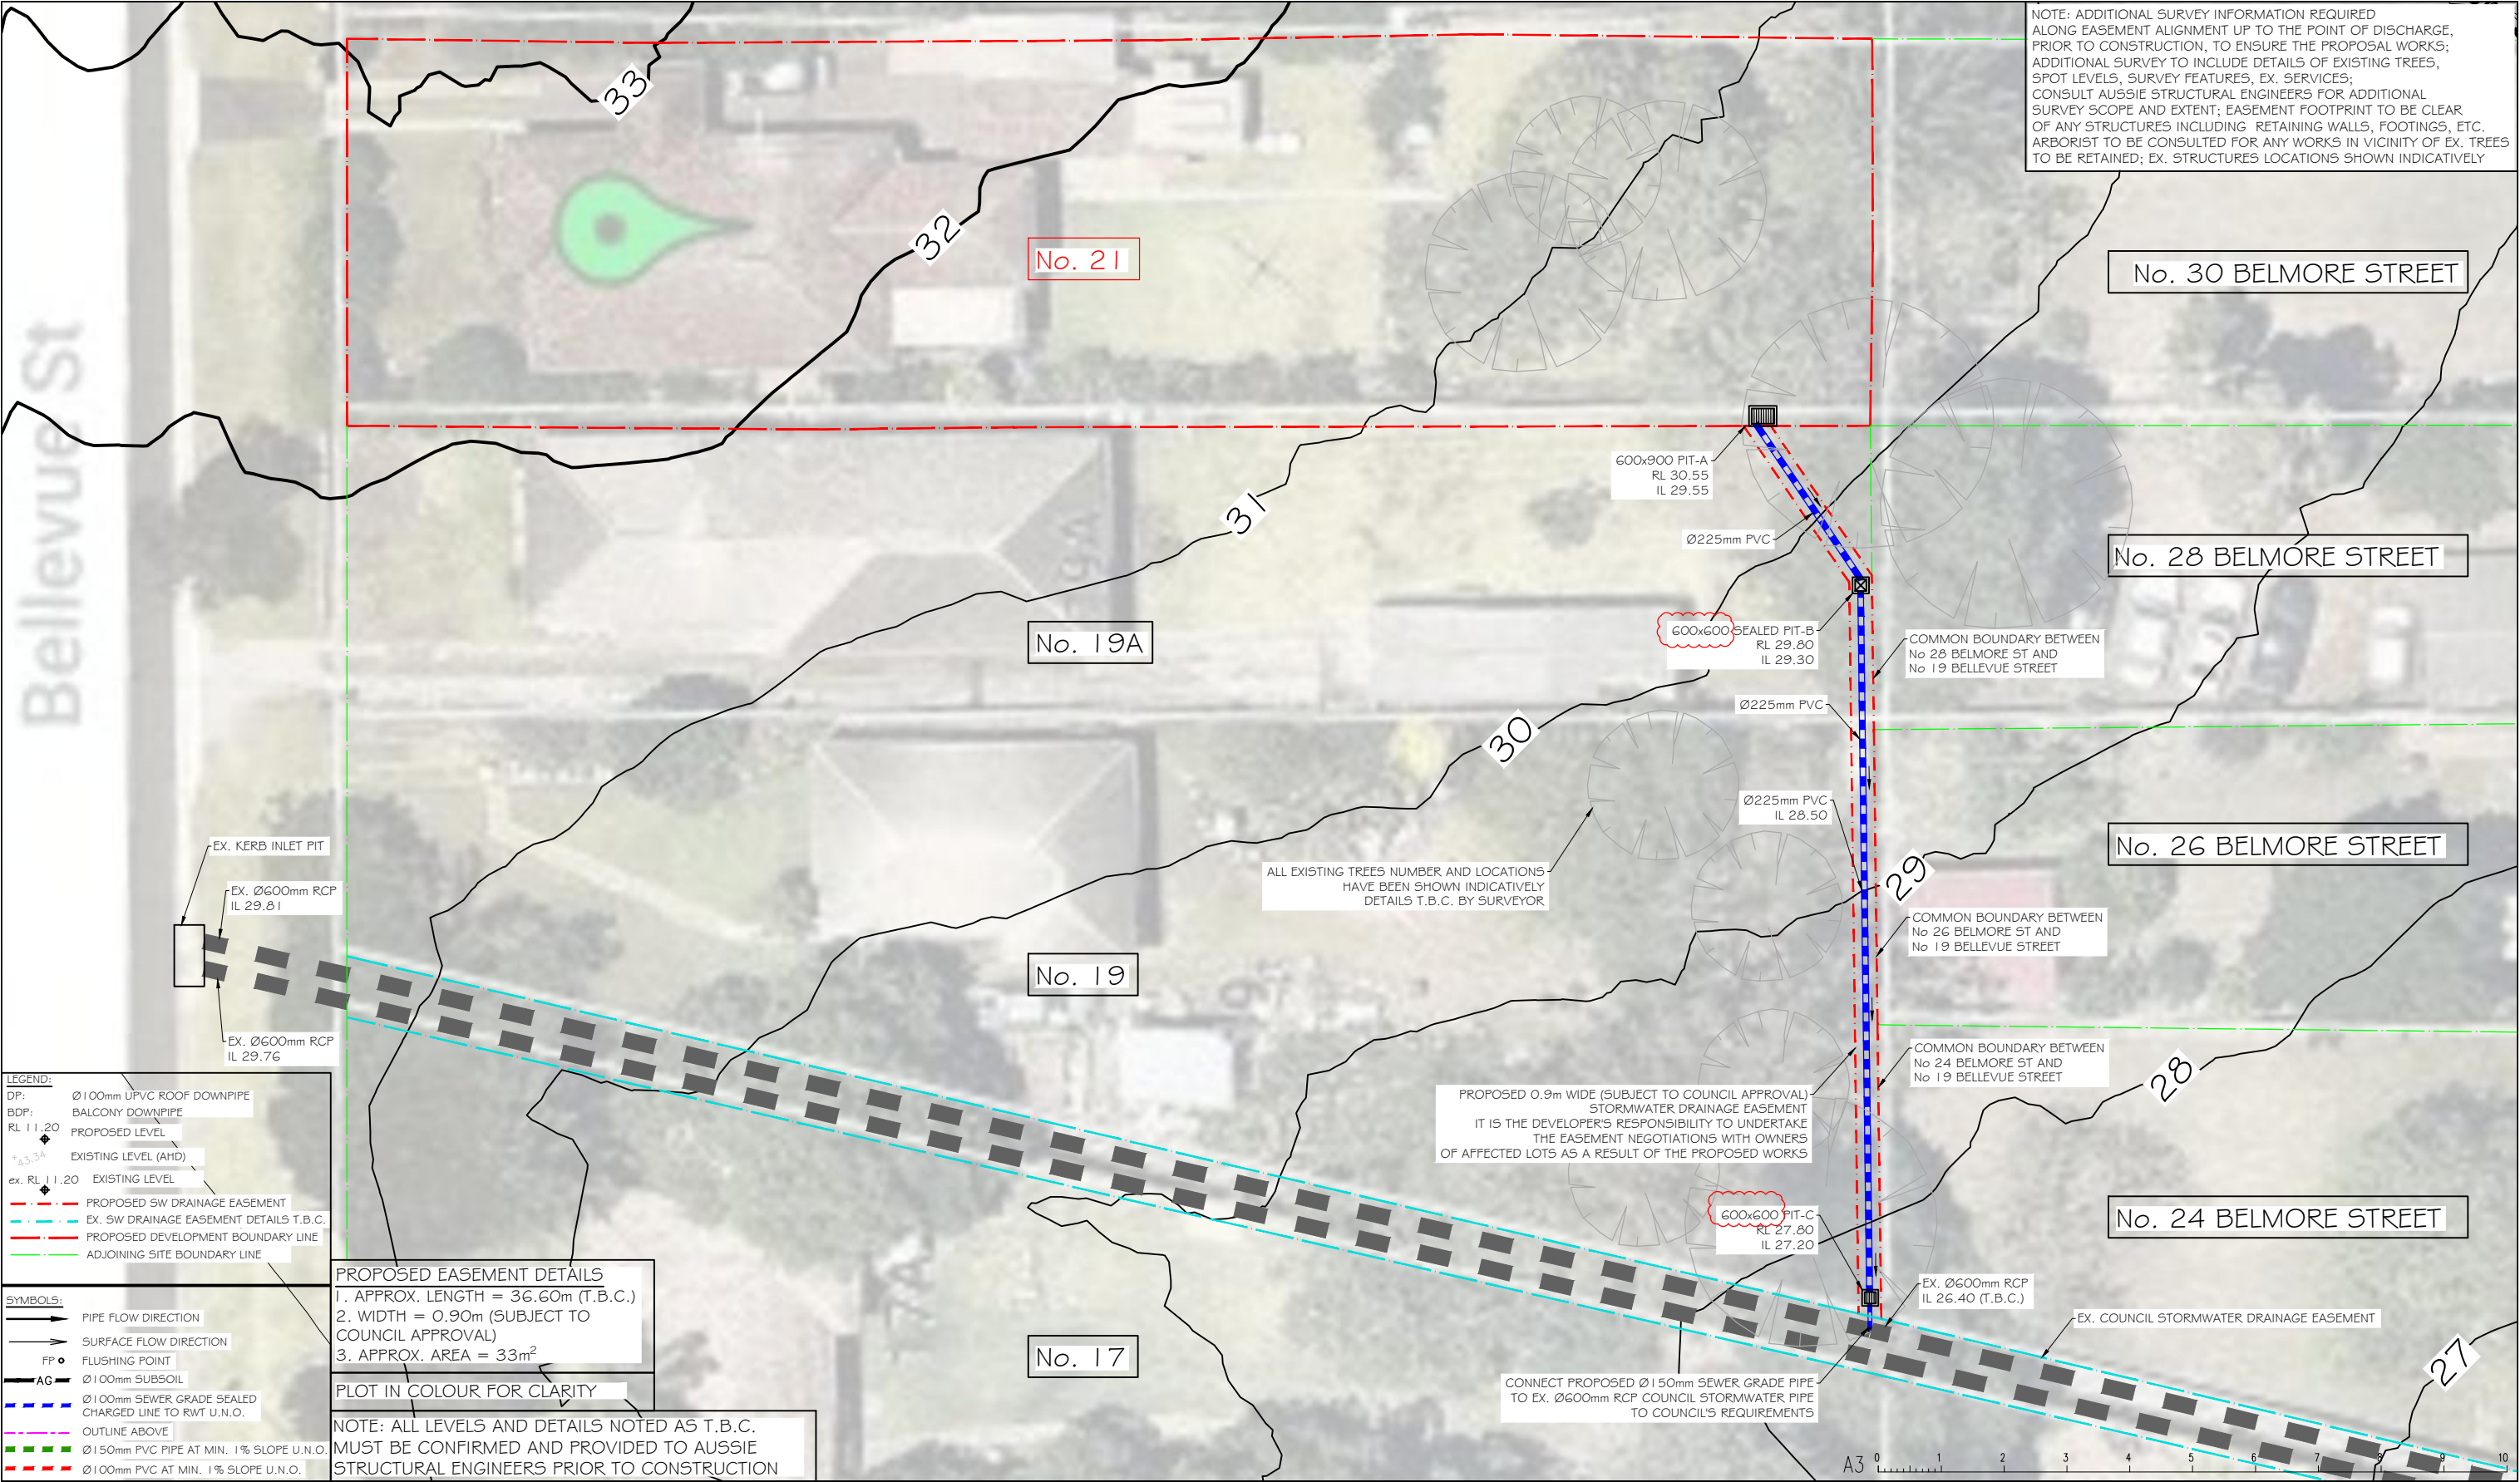 NOTE: ADDITIONAL SURVEY INFORMATION REQUIRED
ALONG EASEMENT ALIGNMENT UP TO THE POINT OF DISCHARGE,
PRIOR TO CONSTRUCTION, TO ENSURE THE PROPOSAL WORKS;
ADDITIONAL SURVEY TO INCLUDE DETAILS OF EXISTING TREES,
SPOT LEVELS, SURVEY FEATURES, EX. SERVICES;
CONSULT AUSSIE STRUCTURAL ENGINEERS FOR ADDITIONAL
SURVEY SCOPE AND EXTENT; EASEMENT FOOTPRINT TO BE CLEAR
OF ANY STRUCTURES INCLUDING RETAINING WALLS, FOOTINGS, ETC.
ARBORIST TO BE CONSULTED FOR ANY WORKS IN VICINITY OF EX. TREES
TO BE RETAINED; EX. STRUCTURES LOCATIONS SHOWN INDICATIVELY
33
32
No. 21
No. 30 BELMORE STREET
Bellevue St
31
600x900 PIT-A
RL 30.55
IL 29.55
Ø225mm PVC
No. 28 BELMORE STREET
No. 19A
600x600 SEALED PIT-B
RL 29.80
IL 29.30
COMMON BOUNDARY BETWEEN
No 28 BELMORE ST AND
No 19 BELLEVUE STREET
Ø225mm PVC
30
Ø225mm PVC
IL 28.50
No. 26 BELMORE STREET
29
ALL EXISTING TREES NUMBER AND LOCATIONS
HAVE BEEN SHOWN INDICATIVELY
DETAILS T.B.C. BY SURVEYOR
EX. KERB INLET PIT
EX. Ø600mm RCP
IL 29.81
COMMON BOUNDARY BETWEEN
No 26 BELMORE ST AND
No 19 BELLEVUE STREET
No. 19
EX. Ø600mm RCP
IL 29.76
COMMON BOUNDARY BETWEEN
No 24 BELMORE ST AND
No 19 BELLEVUE STREET
28
PROPOSED 0.9m WIDE (SUBJECT TO COUNCIL APPROVAL)
STORMWATER DRAINAGE EASEMENT
IT IS THE DEVELOPER'S RESPONSIBILITY TO UNDERTAKE
THE EASEMENT NEGOTIATIONS WITH OWNERS
OF AFFECTED LOTS AS A RESULT OF THE PROPOSED WORKS
600x600 PIT-C
RL 27.80
IL 27.20
No. 24 BELMORE STREET
EX. Ø600mm RCP
IL 26.40 (T.B.C.)
EX. COUNCIL STORMWATER DRAINAGE EASEMENT
No. 17
27
CONNECT PROPOSED Ø150mm SEWER GRADE PIPE
TO EX. Ø600mm RCP COUNCIL STORMWATER PIPE
TO COUNCIL'S REQUIREMENTS
LEGEND:
DP: Ø100mm UPVC ROOF DOWNPIPE
BDP: BALCONY DOWNPIPE
RL 11.20 PROPOSED LEVEL
+43.34 EXISTING LEVEL (AHD)
ex. RL 11.20 EXISTING LEVEL
PROPOSED SW DRAINAGE EASEMENT
EX. SW DRAINAGE EASEMENT DETAILS T.B.C.
PROPOSED DEVELOPMENT BOUNDARY LINE
ADJOINING SITE BOUNDARY LINE
SYMBOLS:
PIPE FLOW DIRECTION
SURFACE FLOW DIRECTION
FP FLUSHING POINT
AG Ø100mm SUBSOIL
Ø100mm SEWER GRADE SEALED
CHARGED LINE TO RWT U.N.O.
OUTLINE ABOVE
Ø150mm PVC PIPE AT MIN. 1% SLOPE U.N.O.
Ø100mm PVC AT MIN. 1% SLOPE U.N.O.
PROPOSED EASEMENT DETAILS
1. APPROX. LENGTH = 36.60m (T.B.C.)
2. WIDTH = 0.90m (SUBJECT TO
COUNCIL APPROVAL)
3. APPROX. AREA = 33m²
PLOT IN COLOUR FOR CLARITY
NOTE: ALL LEVELS AND DETAILS NOTED AS T.B.C.
MUST BE CONFIRMED AND PROVIDED TO AUSSIE
STRUCTURAL ENGINEERS PRIOR TO CONSTRUCTION
A3 0 1 2 3 4 5 6 7 8 9 10